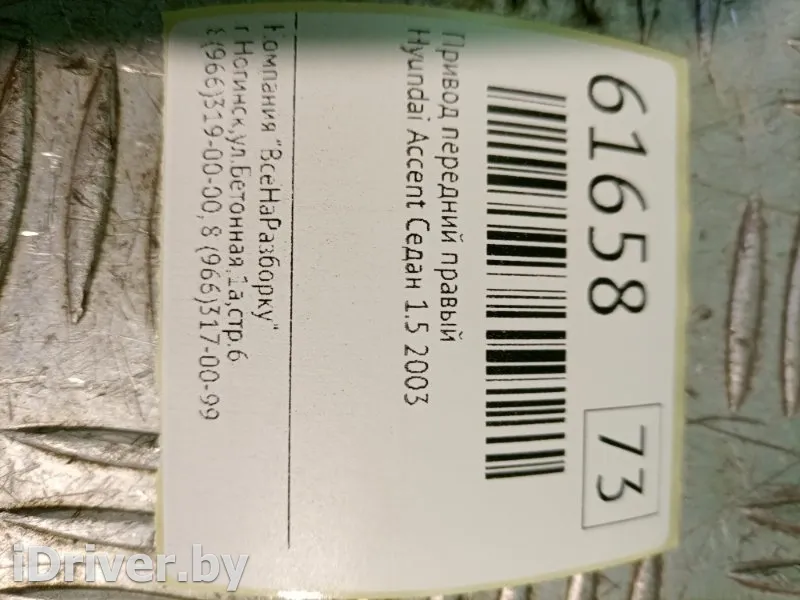 61658 73
Привод передний правый
Hyundai Accent Седан 1.5 2003
Компания "ВсеНаРазборку"
г Ногинск,ул.Бетонная,1а,стр.6
8(966)319-00-00, 8 (966)317-00-99
iDriver.by